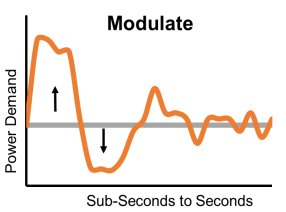 Modulate
Power Demand
Sub-Seconds to Seconds